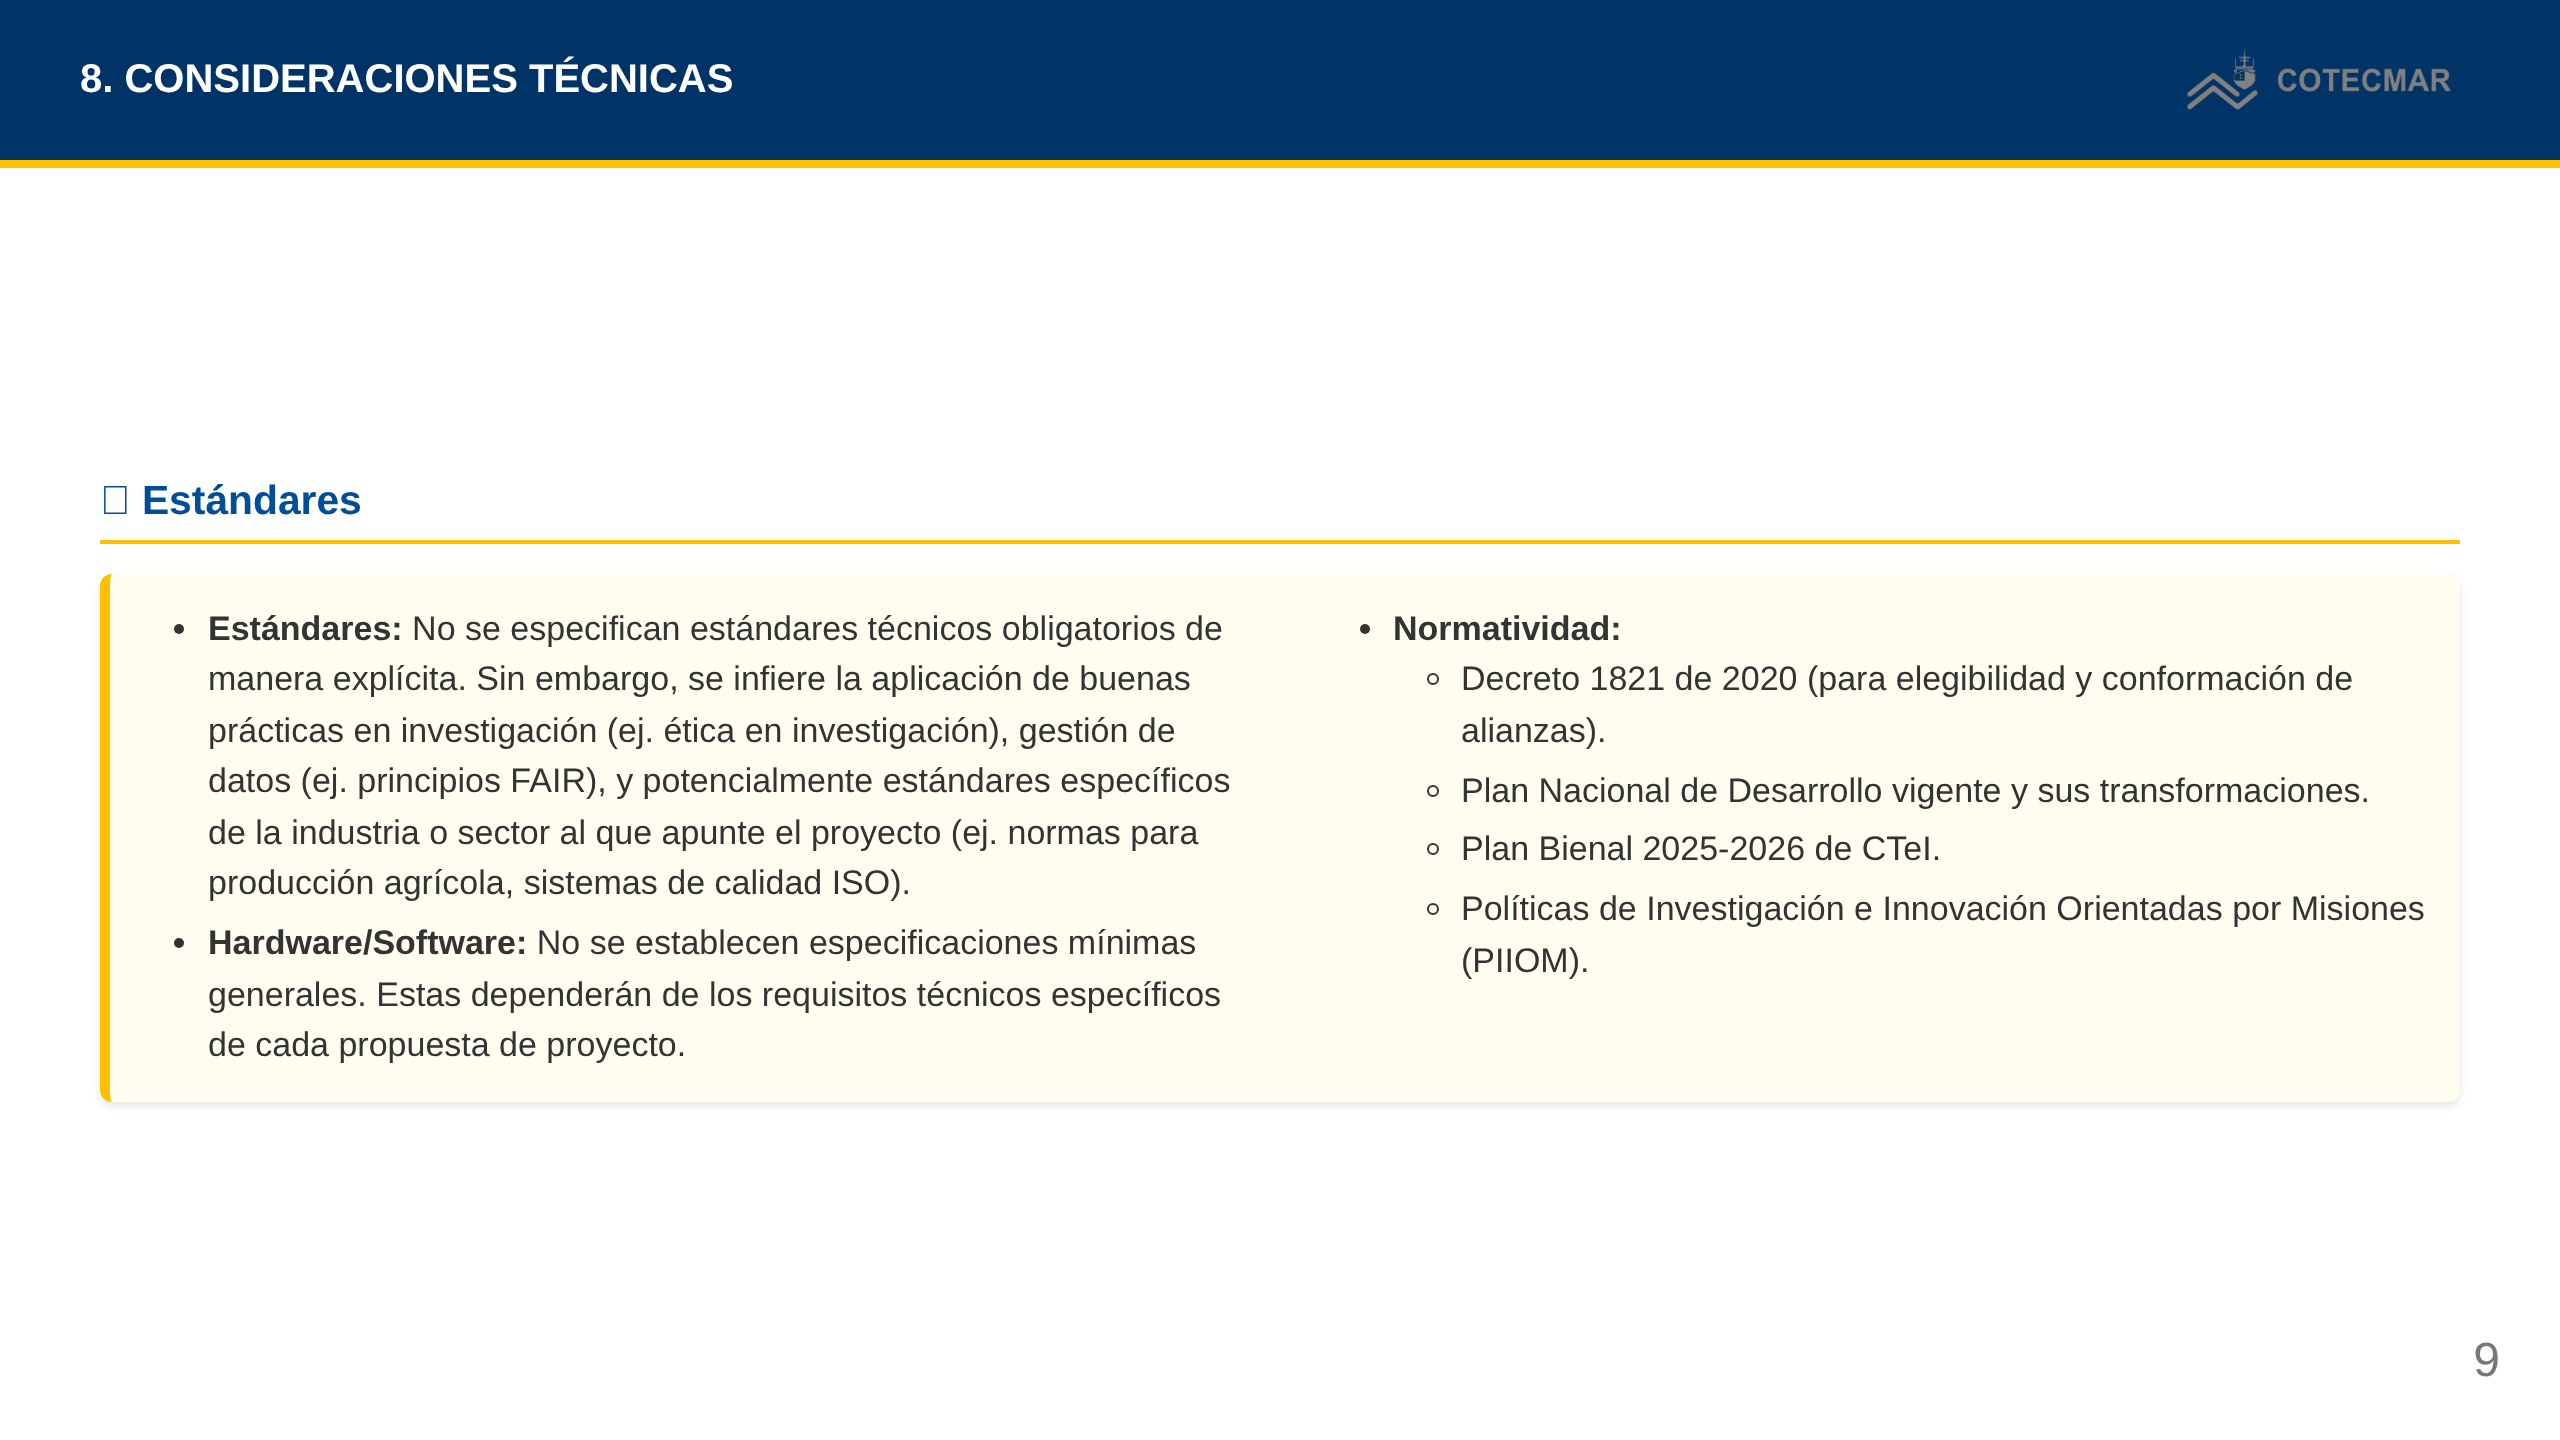 8. CONSIDERACIONES TÉCNICAS
COTECMAR
Estándares
• Estándares: No se especifican estándares técnicos obligatorios de
manera explícita. Sin embargo, se infiere la aplicación de buenas
prácticas en investigación (ej. ética en investigación), gestión de
datos (ej. principios FAIR), y potencialmente estándares específicos
de la industria o sector al que apunte el proyecto (ej. normas para
producción agrícola, sistemas de calidad ISO).
• Hardware/Software: No se establecen especificaciones mínimas
generales. Estas dependerán de los requisitos técnicos específicos
de cada propuesta de proyecto.
• Normatividad:
◦ Decreto 1821 de 2020 (para elegibilidad y conformación de
alianzas).
◦ Plan Nacional de Desarrollo vigente y sus transformaciones.
◦ Plan Bienal 2025-2026 de CTeI.
◦ Políticas de Investigación e Innovación Orientadas por Misiones
(PIIOM).
9